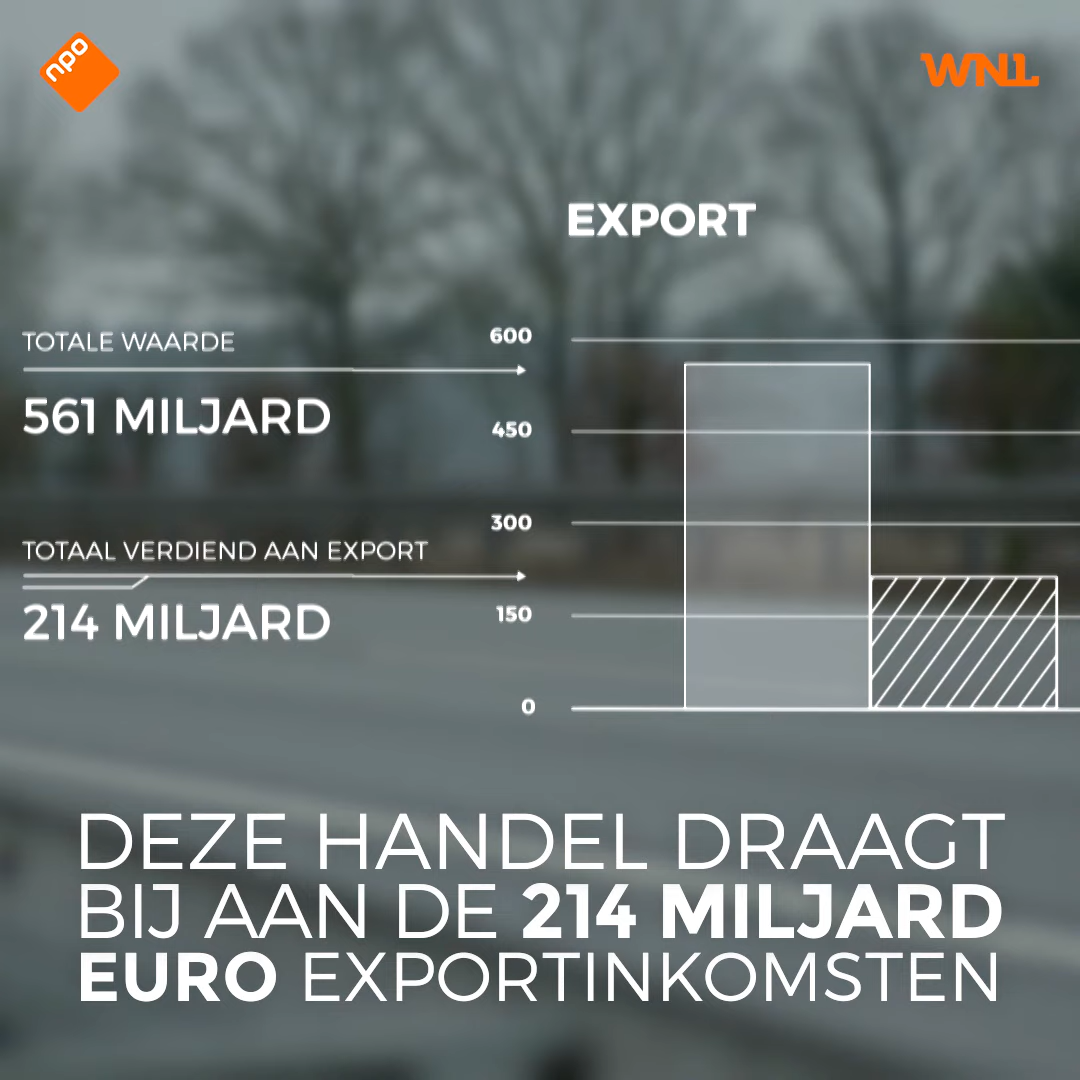 npo
WNL
EXPORT
TOTALE WAARDE
561 MILJARD
TOTAAL VERDIEND AAN EXPORT
214 MILJARD
600
450
300
150
0
DEZE HANDEL DRAAGT
BIJ AAN DE 214 MILJARD
EURO EXPORTINKOMSTEN